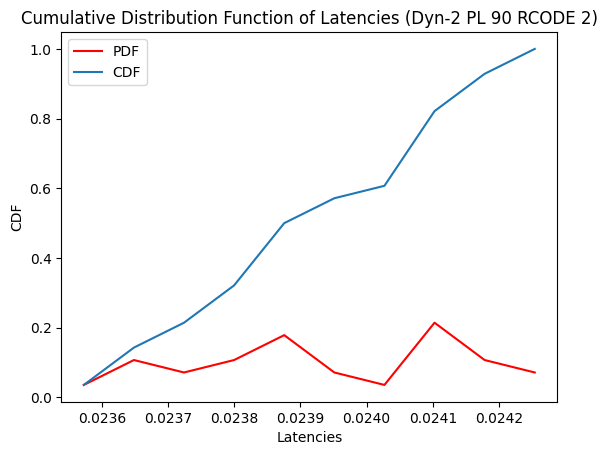 Cumulative Distribution Function of Latencies (Dyn-2 PL 90 RCODE 2)
PDF
CDF
1.0
0.8
0.6
0.4
0.2
0.0
CDF
0.0236 0.0237 0.0238 0.0239 0.0240 0.0241 0.0242
Latencies